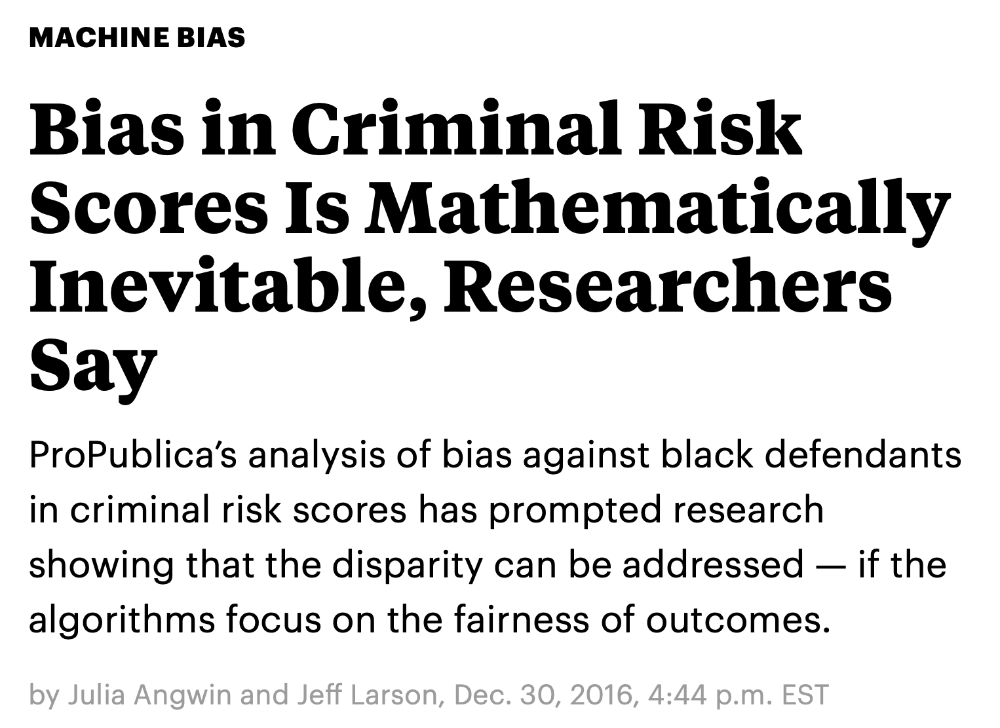 MACHINE BIAS
Bias in Criminal Risk
Scores Is Mathematically
Inevitable, Researchers
Say
ProPublica’s analysis of bias against black defendants
in criminal risk scores has prompted research
showing that the disparity can be addressed — if the
algorithms focus on the fairness of outcomes.
by Julia Angwin and Jeff Larson, Dec. 30, 2016, 4:44 p.m. EST